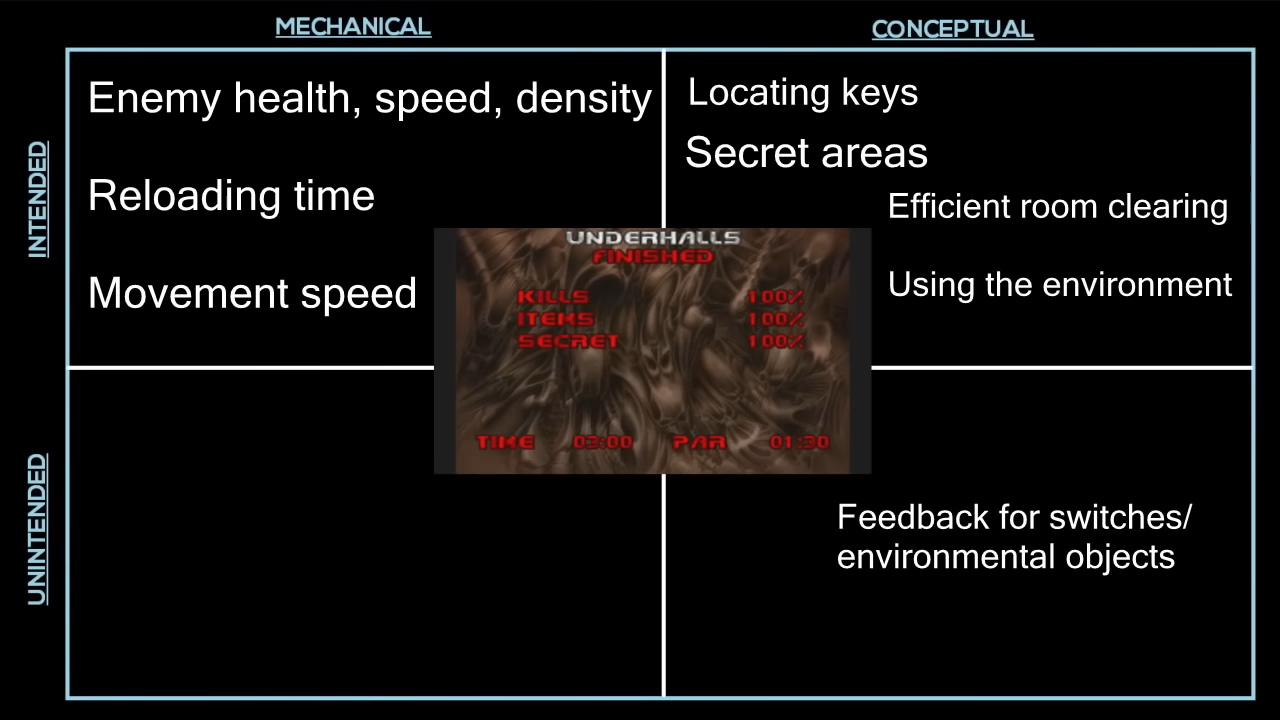 MECHANICAL
CONCEPTUAL
INTENDED
Enemy health, speed, density
Reloading time
Movement speed
Locating keys
Secret areas
Efficient room clearing
Using the environment
UNDERHALLS
FINISHED
KILLS 100%
ITEMS 100%
SECRET 100%
TIME 03:00 PAR 01:30
UNINTENDED
Feedback for switches/
environmental objects